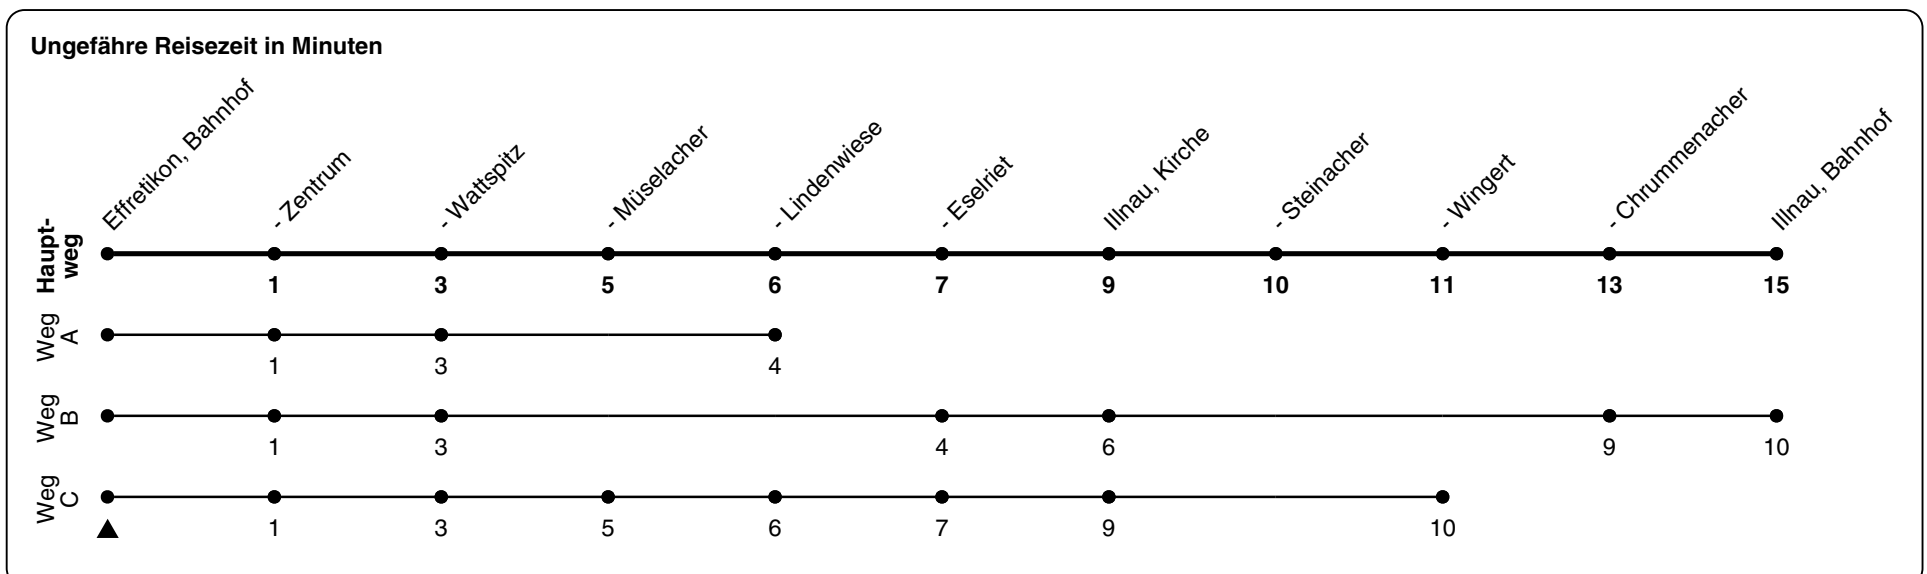 Ungefähre Reisezeit in Minuten
Effretikon, Bahnhof
- Zentrum
- Wattspitz
- Müselacher
- Lindenwiese
- Eselriet
Illnau, Kirche
- Steinacher
- Wingert
- Chrummenacher
Illnau, Bahnhof
Haupt-
weg
1 3 5 6 7 9 10 11 13 15
Weg
A
1 3 4
Weg
B
1 3 4 6 9 10
Weg
C
1 3 5 6 7 9 10